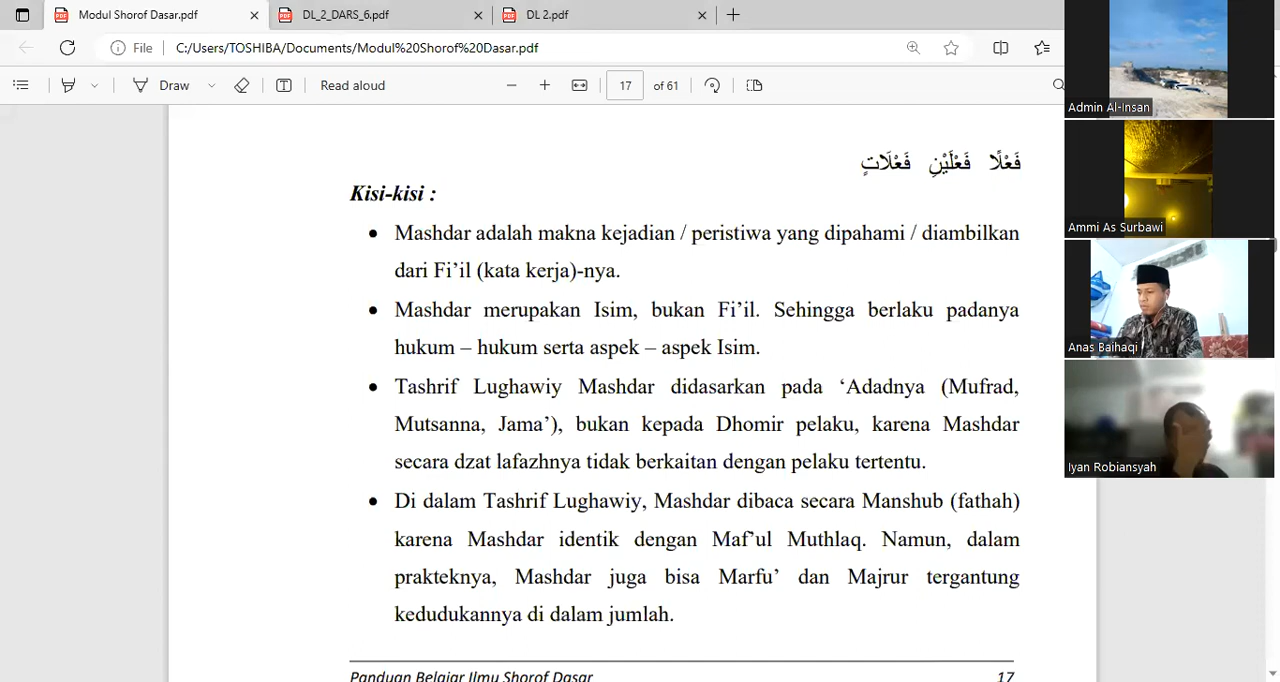 Modul Shorof Dasar.pdf
DL_2_DARS_6.pdf
DL 2.pdf
File
C:/Users/TOSHIBA/Documents/Modul%20Shorof%20Dasar.pdf
Draw
Read aloud
17
of 61
فَعْلًا فَعْلَيْنِ فَعْلَاتٍ
Kisi-kisi :
• Mashdar adalah makna kejadian / peristiwa yang dipahami / diambilkan
dari Fi’il (kata kerja)-nya.
• Mashdar merupakan Isim, bukan Fi’il. Sehingga berlaku padanya
hukum – hukum serta aspek – aspek Isim.
• Tashrif Lughawiy Mashdar didasarkan pada ‘Adadnya (Mufrad,
Mutsanna, Jama’), bukan kepada Dhomir pelaku, karena Mashdar
secara dzat lafazhnya tidak berkaitan dengan pelaku tertentu.
• Di dalam Tashrif Lughawiy, Mashdar dibaca secara Manshub (fathah)
karena Mashdar identik dengan Maf’ul Muthlaq. Namun, dalam
prakteknya, Mashdar juga bisa Marfu’ dan Majrur tergantung
kedudukannya di dalam jumlah.
Panduan Belajar Ilmu Shorof Dasar
17
Admin Al-Insan
Ammi As Surbawi
Anas Baihaqi
Iyan Robiansyah